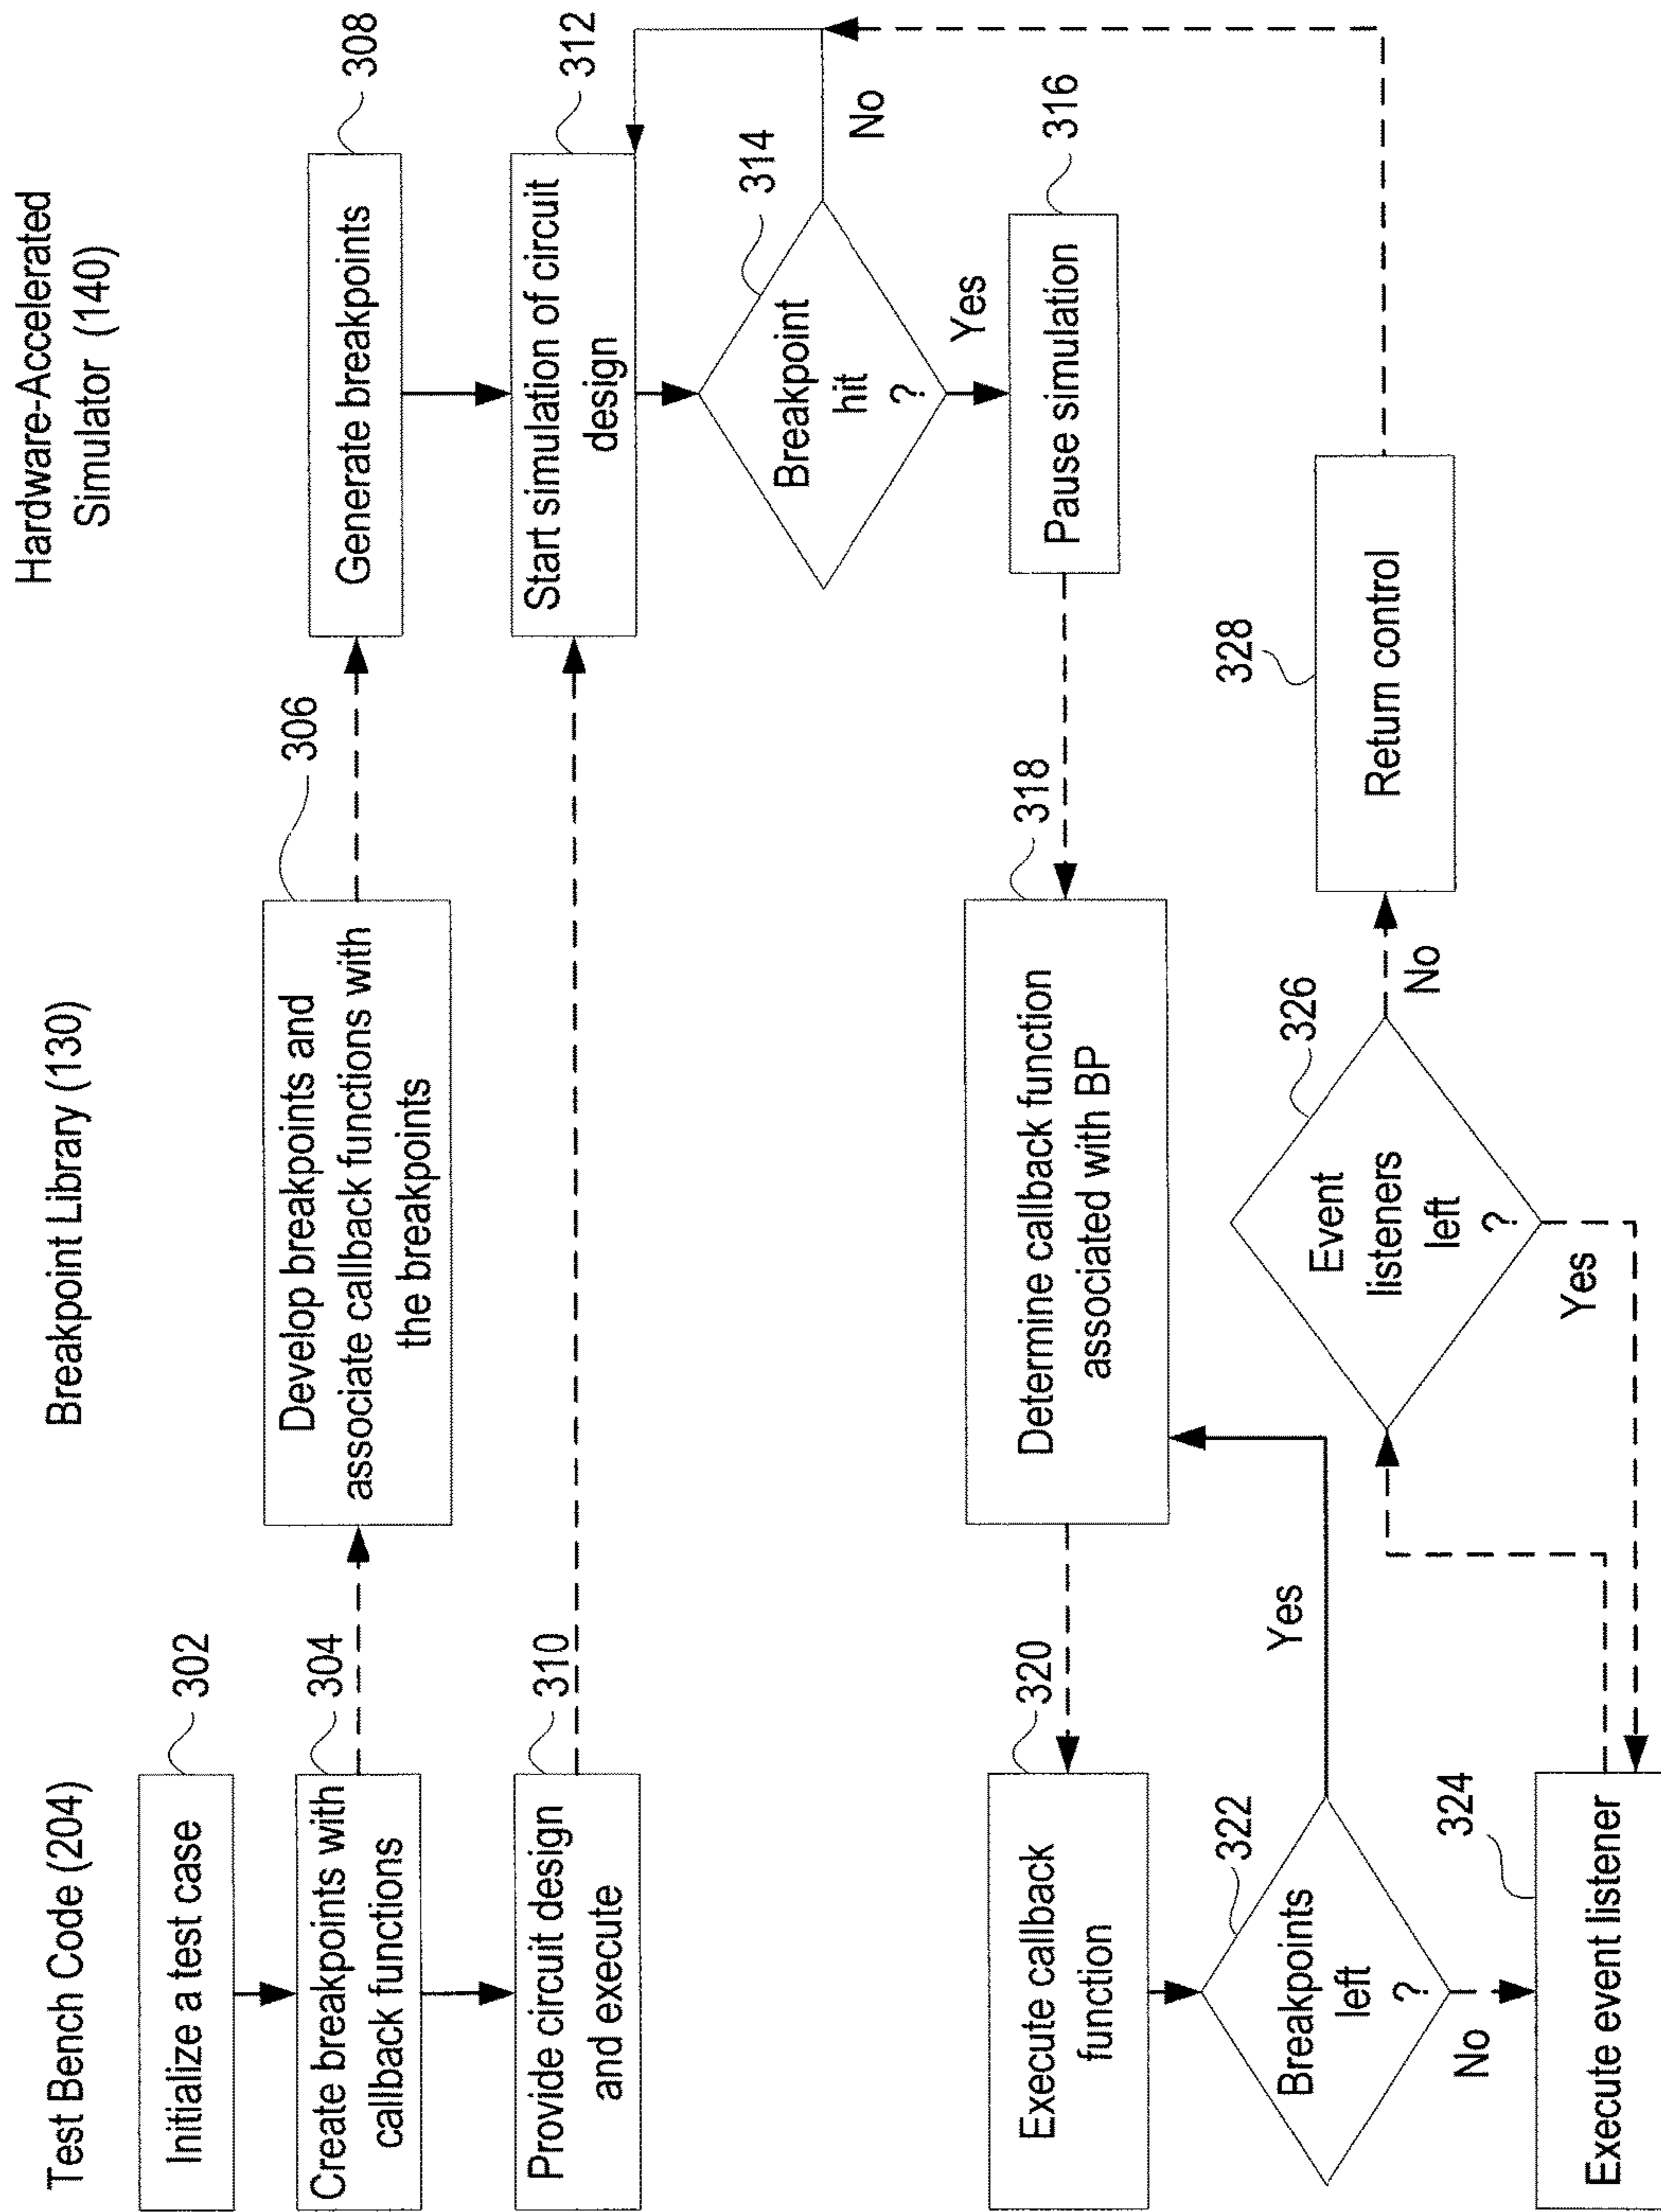 Test Bench Code (204)
Breakpoint Library (130)
Hardware-Accelerated
Simulator (140)
302
Initialize a test case
304
Create breakpoints with
callback functions
306
Develop breakpoints and
associate callback functions with
the breakpoints
308
Generate breakpoints
310
Provide circuit design
and execute
312
Start simulation of circuit
design
314
Breakpoint
hit
?
No
Yes
316
Pause simulation
318
Determine callback function
associated with BP
320
Execute callback
function
322
Breakpoints
left
?
Yes
No
324
Execute event listener
326
Event
listeners
left
?
Yes
No
328
Return control